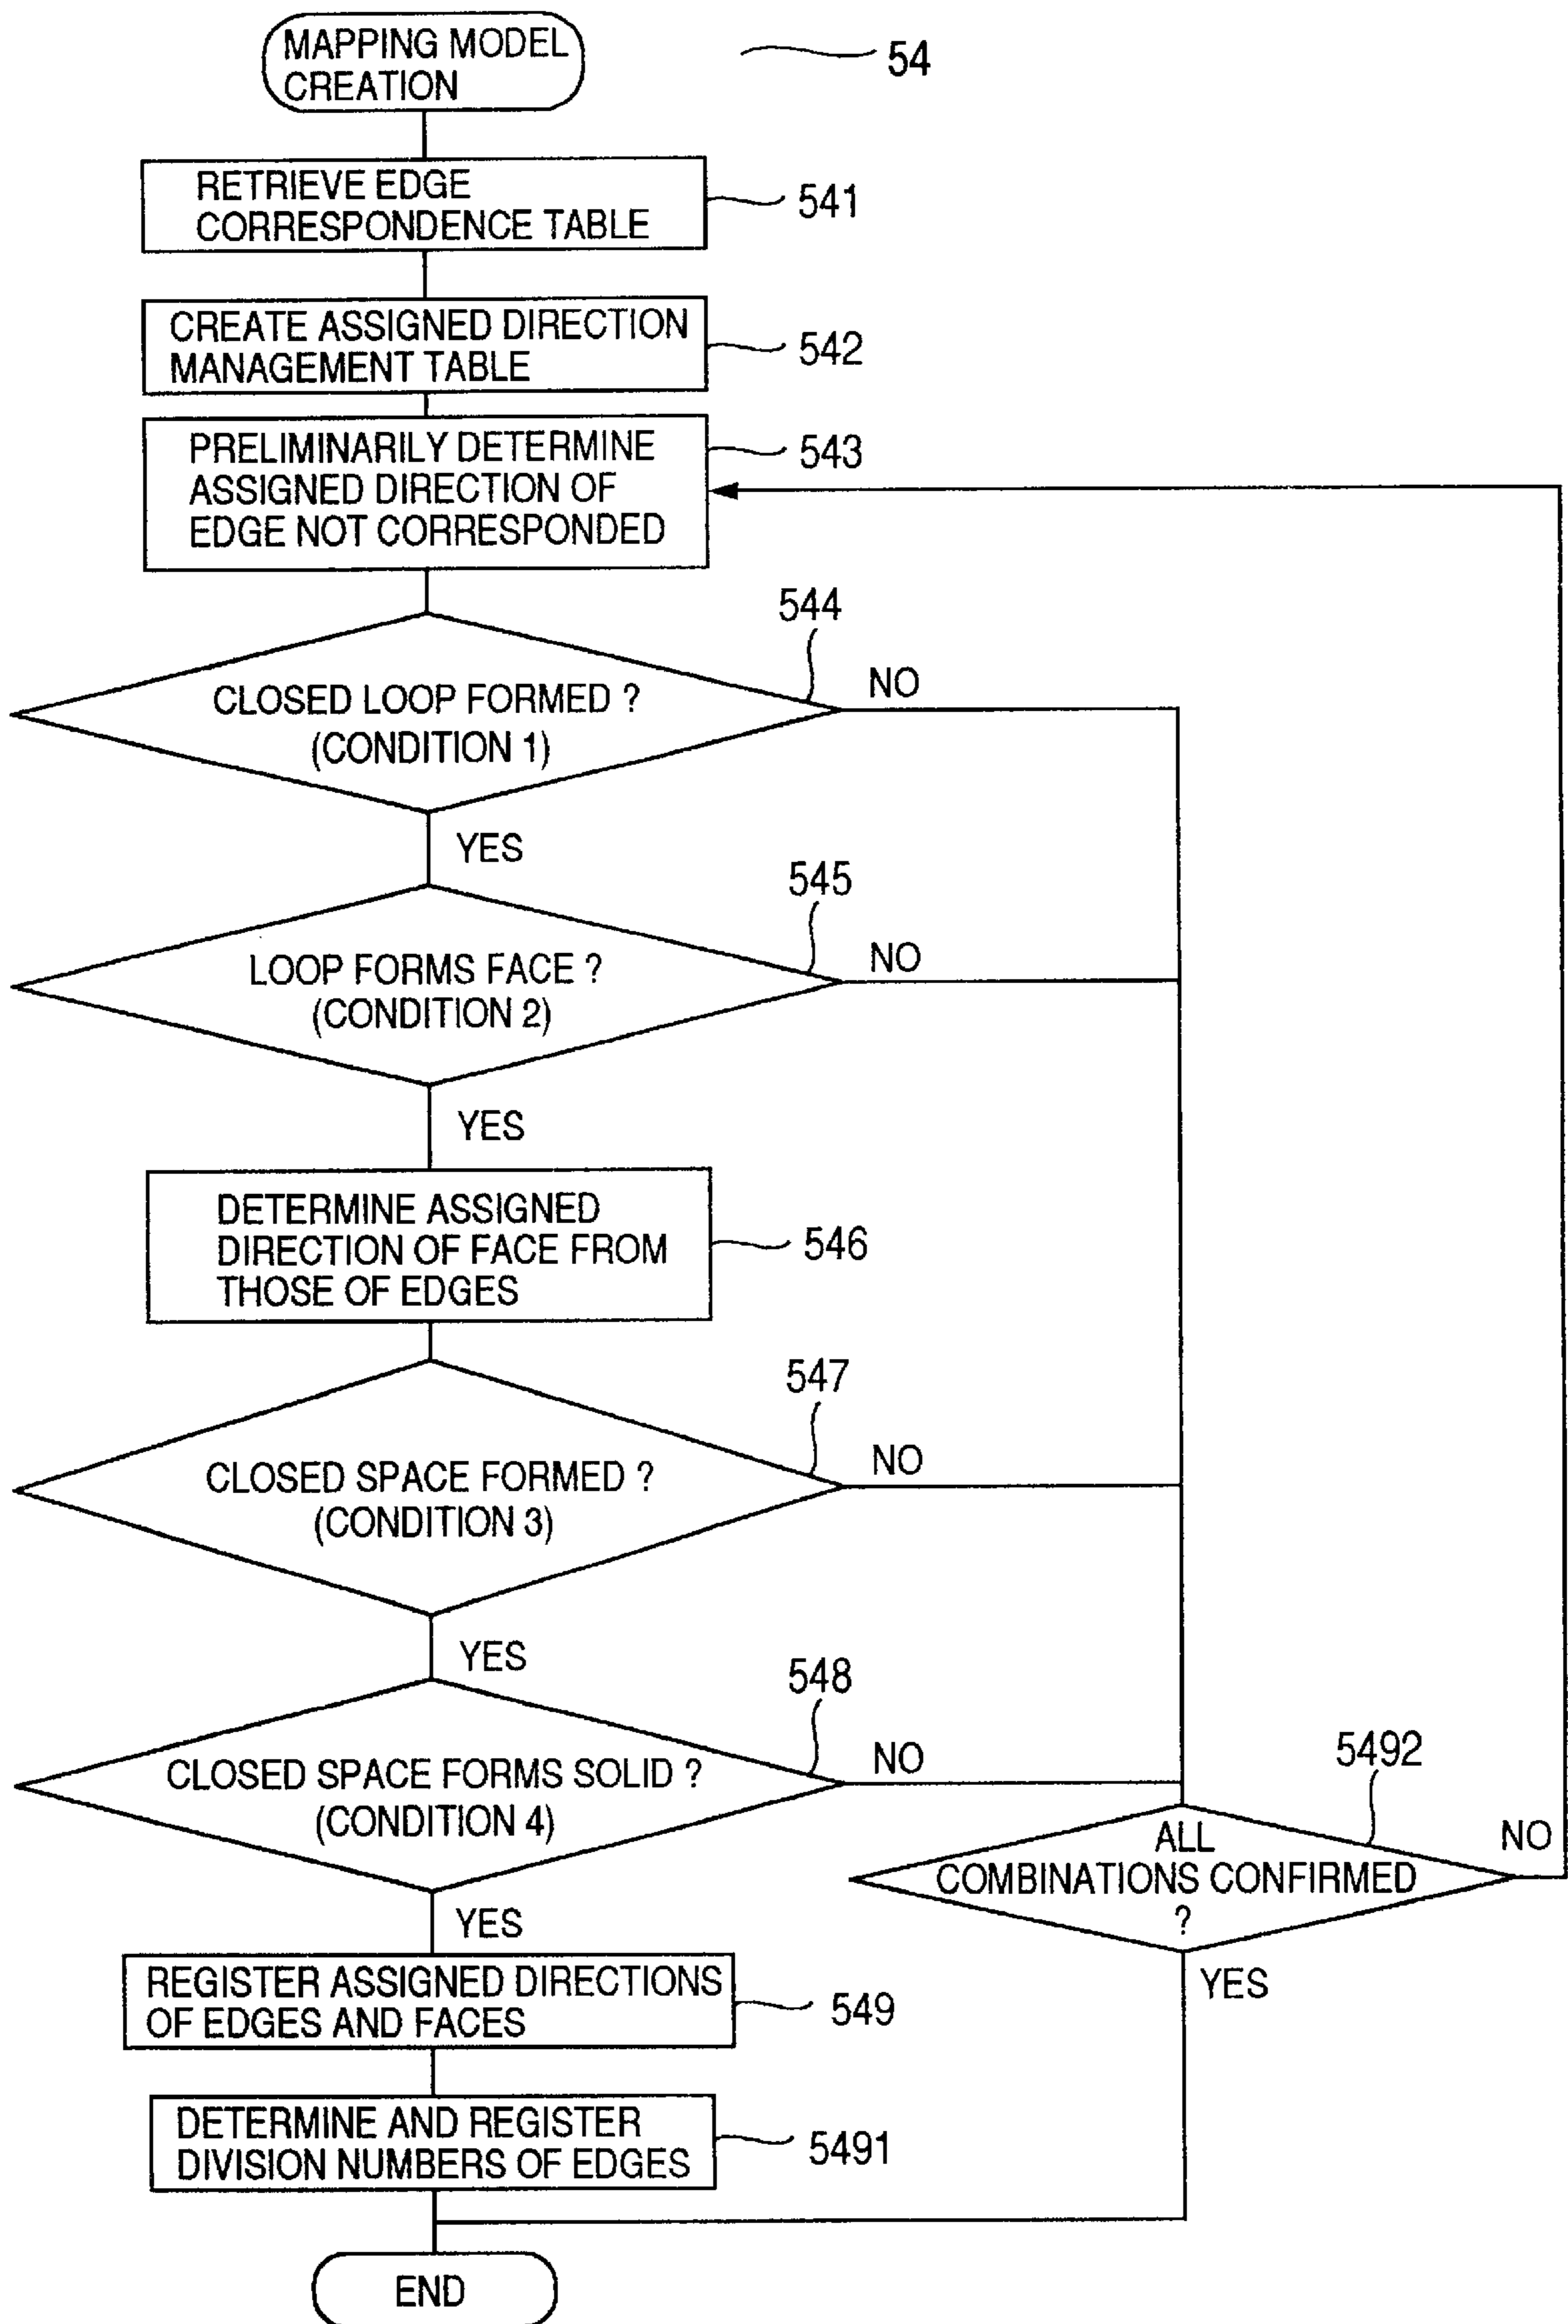 MAPPING MODEL
CREATION
54
RETRIEVE EDGE
CORRESPONDENCE TABLE
541
CREATE ASSIGNED DIRECTION
MANAGEMENT TABLE
542
PRELIMINARILY DETERMINE
ASSIGNED DIRECTION OF
EDGE NOT CORRESPONDED
543
544
CLOSED LOOP FORMED ?
(CONDITION 1)
NO
YES
545
LOOP FORMS FACE ?
(CONDITION 2)
NO
YES
DETERMINE ASSIGNED
DIRECTION OF FACE FROM
THOSE OF EDGES
546
547
CLOSED SPACE FORMED ?
(CONDITION 3)
NO
YES
548
CLOSED SPACE FORMS SOLID ?
(CONDITION 4)
NO
5492
ALL
COMBINATIONS CONFIRMED
?
NO
YES
YES
REGISTER ASSIGNED DIRECTIONS
OF EDGES AND FACES
549
DETERMINE AND REGISTER
DIVISION NUMBERS OF EDGES
5491
END